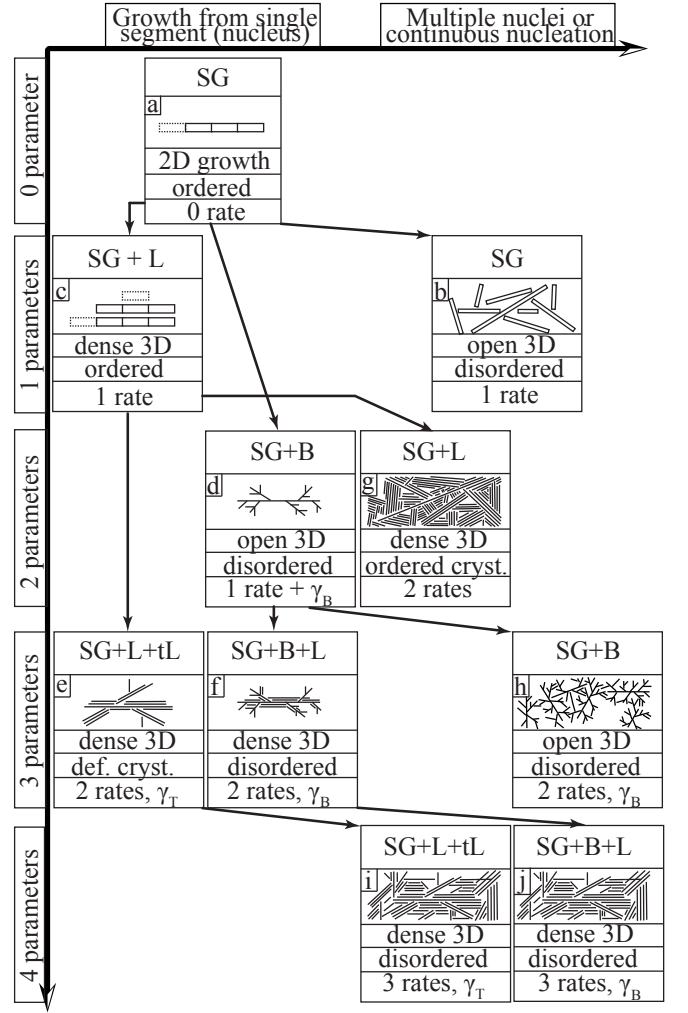 Growth from single
segment (nucleus)
Multiple nuclei or
continuous nucleation
0 parameter
SG
a
2D growth
ordered
0 rate
1 parameters
SG + L
c
dense 3D
ordered
1 rate
SG
b
open 3D
disordered
1 rate
2 parameters
SG+B
d
open 3D
disordered
1 rate + γB
SG+L
g
dense 3D
ordered cryst.
2 rates
3 parameters
SG+L+tL
e
dense 3D
def. cryst.
2 rates, γT
SG+B+L
f
dense 3D
disordered
2 rates, γB
SG+B
h
open 3D
disordered
2 rates, γB
4 parameters
SG+L+tL
i
dense 3D
disordered
3 rates, γT
SG+B+L
j
dense 3D
disordered
3 rates, γB